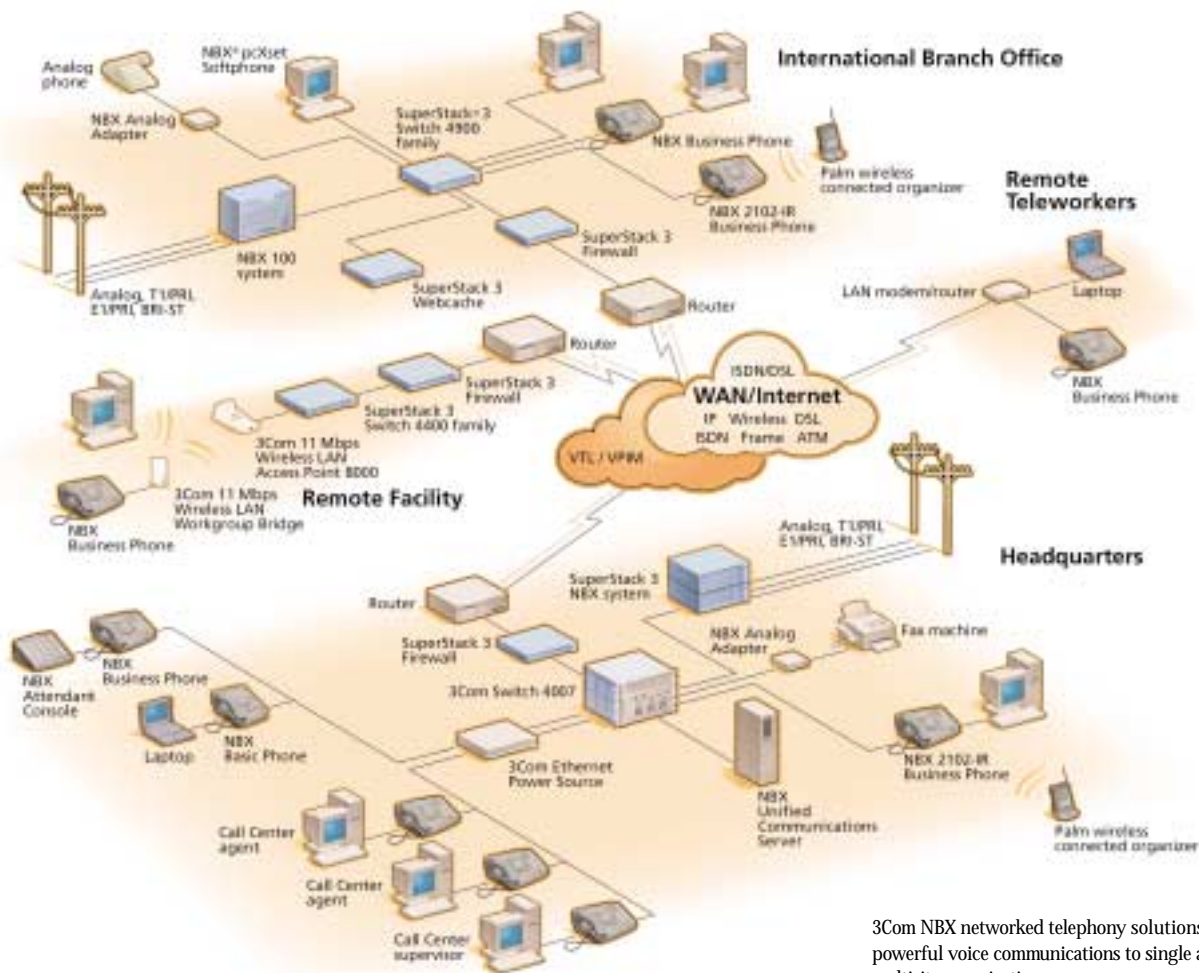 Analog
phone
NBX® pcXset
Softphone
NBX Analog
Adapter
SuperStack® 3
Switch 4900
family
International Branch Office
NBX Business Phone
Palm wireless
connected organizer
NBX 2102-IR
Business Phone
NBX 100
system
Analog, T1/PRI,
E1/PRI, BRI-ST
SuperStack 3
Firewall
SuperStack 3
Webcache
Router
Remote
Teleworkers
LAN modem/router
Laptop
NBX
Business Phone
Router
SuperStack 3
Firewall
SuperStack 3
Switch 4400 family
3Com 11 Mbps
Wireless LAN
Access Point 8000
3Com 11 Mbps
Wireless LAN
Workgroup Bridge
NBX
Business Phone
Remote Facility
ISDN/DSL
WAN/Internet
IP Wireless DSL
ISDN Frame ATM
VTL / VPIM
Analog, T1/PRI,
E1/PRI, BRI-ST
Headquarters
SuperStack 3
NBX system
Router
SuperStack 3
Firewall
NBX Analog
Adapter
Fax machine
3Com Switch 4007
NBX
Attendant
Console
NBX
Business Phone
Laptop
NBX
Basic Phone
3Com Ethernet
Power Source
NBX
Unified
Communications
Server
NBX 2102-IR
Business Phone
Palm wireless
connected organizer
Call Center
agent
Call Center
agent
Call Center
supervisor
3Com NBX networked telephony solutions
powerful voice communications to single a